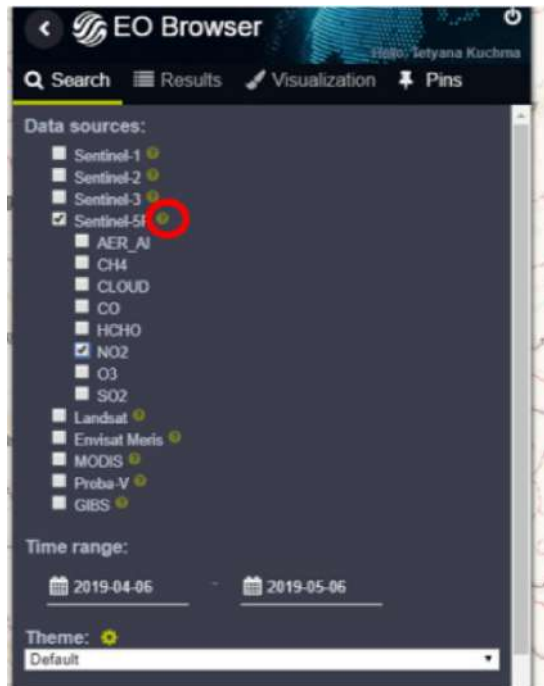 EO Browser
Hello, Tetyana Kuchma
Search Results Visualization Pins
Data sources:
Sentinel-1
Sentinel-2
Sentinel-3
Sentinel-5P
AER_AI
CH4
CLOUD
CO
HCHO
NO2
O3
SO2
Landsat
Envisat Meris
MODIS
Proba-V
GIBS
Time range:
2019-04-06 - 2019-05-06
Theme:
Default